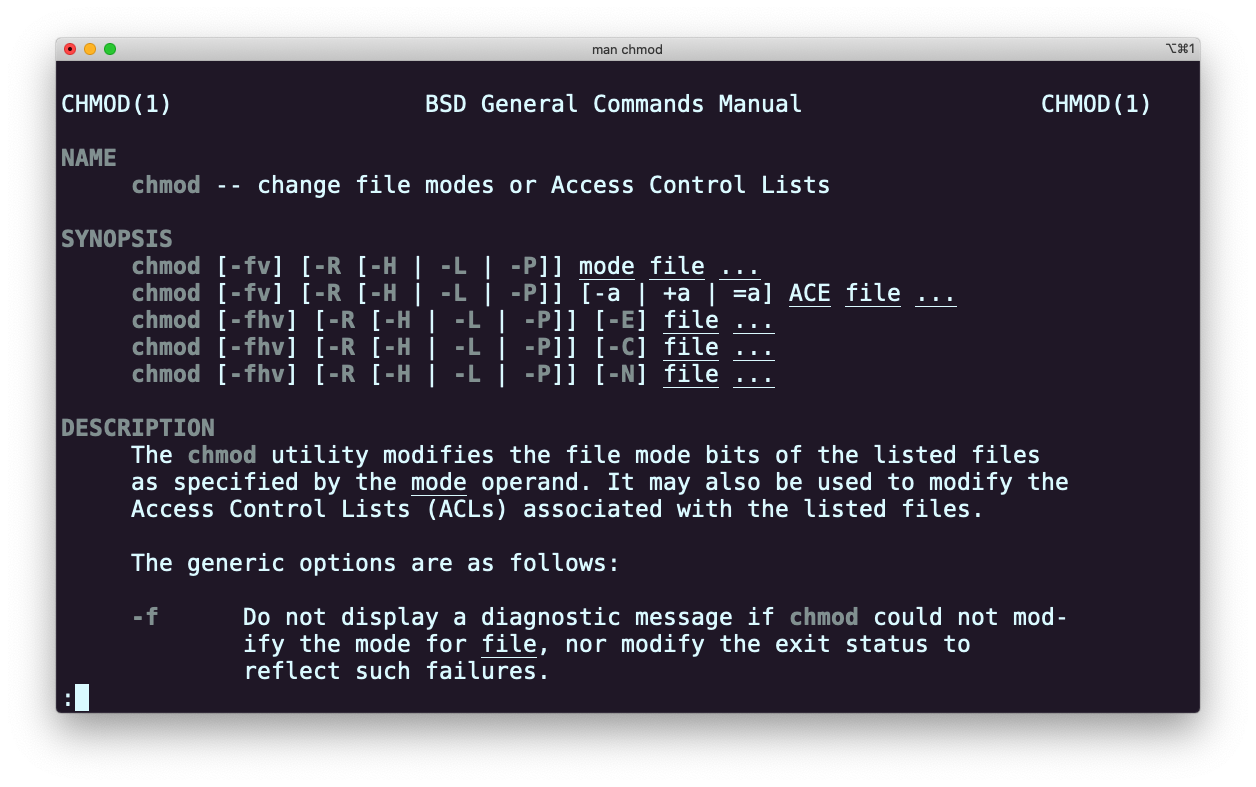 man chmod ⌥⌘1
CHMOD(1) BSD General Commands Manual CHMOD(1)
NAME
chmod -- change file modes or Access Control Lists
SYNOPSIS
chmod [-fv] [-R [-H | -L | -P]] mode file ...
chmod [-fv] [-R [-H | -L | -P]] [-a | +a | =a] ACE file ...
chmod [-fhv] [-R [-H | -L | -P]] [-E] file ...
chmod [-fhv] [-R [-H | -L | -P]] [-C] file ...
chmod [-fhv] [-R [-H | -L | -P]] [-N] file ...
DESCRIPTION
The chmod utility modifies the file mode bits of the listed files
as specified by the mode operand. It may also be used to modify the
Access Control Lists (ACLs) associated with the listed files.
The generic options are as follows:
-f Do not display a diagnostic message if chmod could not mod-
ify the mode for file, nor modify the exit status to
reflect such failures.
: